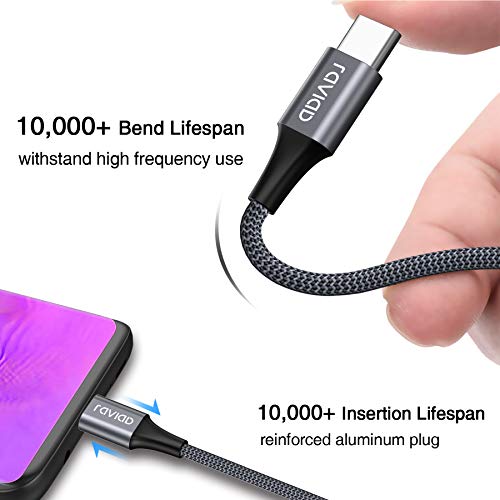 raviad
10,000+ Bend Lifespan
withstand high frequency use
raviad
10,000+ Insertion Lifespan
reinforced aluminum plug